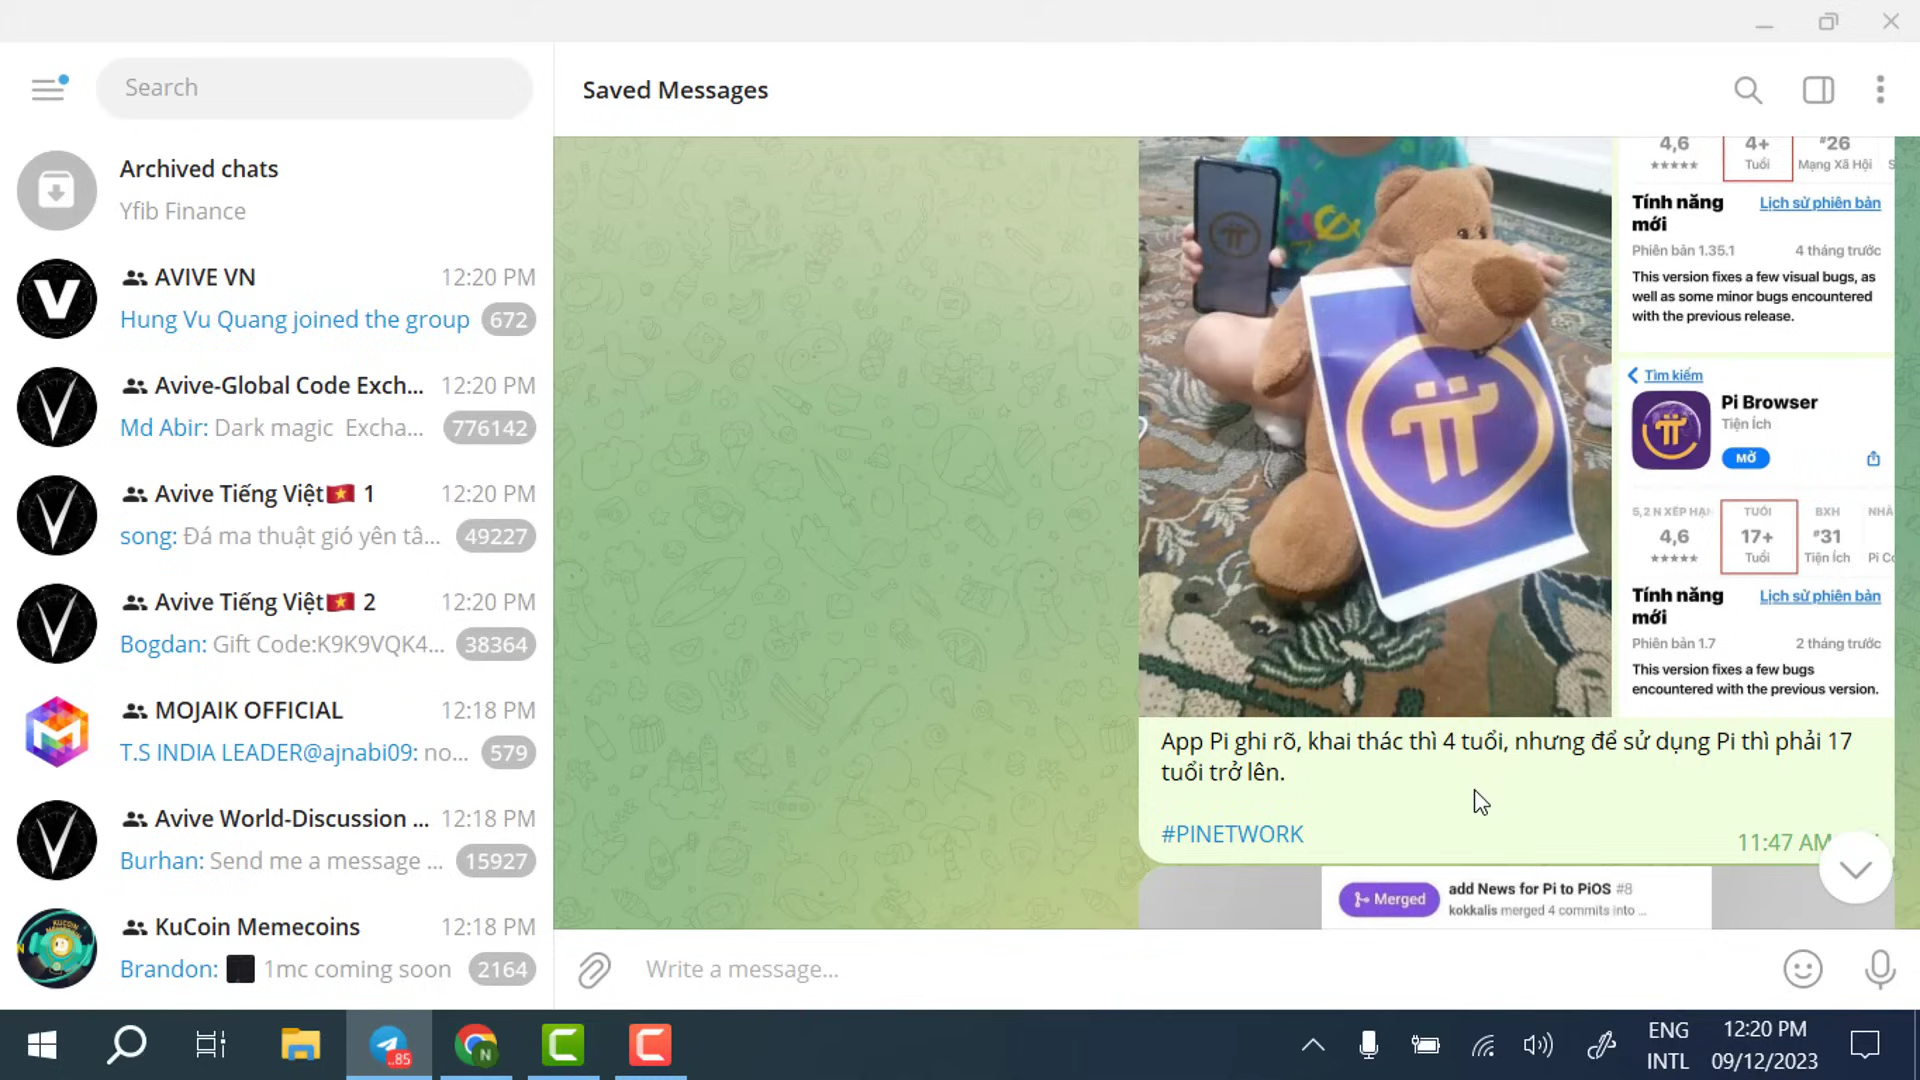 Search
Saved Messages
Archived chats
Yfib Finance
AVIVE VN 12:20 PM
Hung Vu Quang joined the group 672
Avive-Global Code Exch... 12:20 PM
Md Abir: Dark magic Excha... 776142
Avive Tiếng Việt🇻🇳 1 12:20 PM
song: Đá ma thuật gió yên tâ... 49227
Avive Tiếng Việt🇻🇳 2 12:20 PM
Bogdan: Gift Code:K9K9VQK4... 38364
MOJAIK OFFICIAL 12:18 PM
T.S INDIA LEADER@ajnabi09: no... 579
Avive World-Discussion ... 12:18 PM
Burhan: Send me a message ... 15927
KuCoin Memecoins 12:18 PM
Brandon: 1mc coming soon 2164
4,6 4+ #26
★★★★★ Tuổi Mạng Xã Hội
Tính năng mới Lịch sử phiên bản
Phiên bản 1.35.1 4 tháng trước
This version fixes a few visual bugs, as
well as some minor bugs encountered
with the previous release.
Tìm kiếm
Pi Browser
Tiện Ích
MỞ
5,2 N XẾP HẠN TUỔI BXH NHÀ
4,6 17+ #31
★★★★★ Tuổi Tiện Ích Pi Co
Tính năng mới Lịch sử phiên bản
Phiên bản 1.7 2 tháng trước
This version fixes a few bugs
encountered with the previous version.
App Pi ghi rõ, khai thác thì 4 tuổi, nhưng để sử dụng Pi thì phải 17
tuổi trở lên.
#PINETWORK
11:47 AM
Merged add News for Pi to PiOS #8
kokkalis merged 4 commits into ...
Write a message...
..85
N
ENG 12:20 PM
INTL 09/12/2023